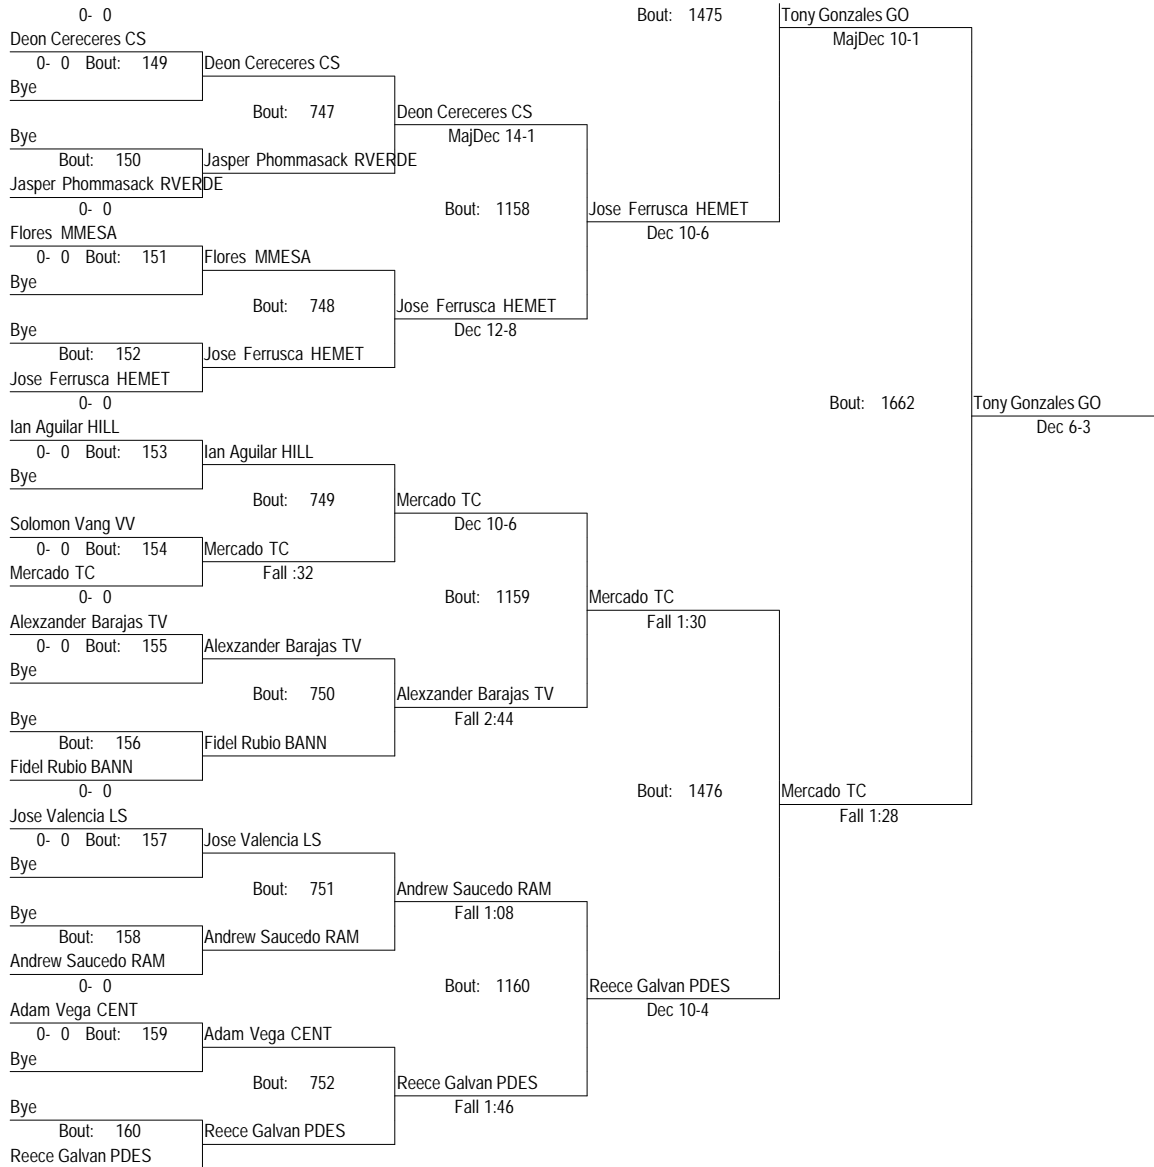 0- 0 Bout: 1475 Tony Gonzales GO
Deon Cereceres CS MajDec 10-1
0- 0 Bout: 149 Deon Cereceres CS
Bye
Bout: 747 Deon Cereceres CS
Bye MajDec 14-1
Bout: 150 Jasper Phommasack RVERDE
Jasper Phommasack RVERDE
0- 0 Bout: 1158 Jose Ferrusca HEMET
Flores MMESA Dec 10-6
0- 0 Bout: 151 Flores MMESA
Bye
Bout: 748 Jose Ferrusca HEMET
Bye Dec 12-8
Bout: 152 Jose Ferrusca HEMET
Jose Ferrusca HEMET
0- 0 Bout: 1662 Tony Gonzales GO
Ian Aguilar HILL Dec 6-3
0- 0 Bout: 153 Ian Aguilar HILL
Bye
Bout: 749 Mercado TC
Solomon Vang VV Dec 10-6
0- 0 Bout: 154 Mercado TC
Mercado TC Fall :32
0- 0 Bout: 1159 Mercado TC
Alexzander Barajas TV Fall 1:30
0- 0 Bout: 155 Alexzander Barajas TV
Bye
Bout: 750 Alexzander Barajas TV
Bye Fall 2:44
Bout: 156 Fidel Rubio BANN
Fidel Rubio BANN
0- 0 Bout: 1476 Mercado TC
Jose Valencia LS Fall 1:28
0- 0 Bout: 157 Jose Valencia LS
Bye
Bout: 751 Andrew Saucedo RAM
Bye Fall 1:08
Bout: 158 Andrew Saucedo RAM
Andrew Saucedo RAM
0- 0 Bout: 1160 Reece Galvan PDES
Adam Vega CENT Dec 10-4
0- 0 Bout: 159 Adam Vega CENT
Bye
Bout: 752 Reece Galvan PDES
Bye Fall 1:46
Bout: 160 Reece Galvan PDES
Reece Galvan PDES